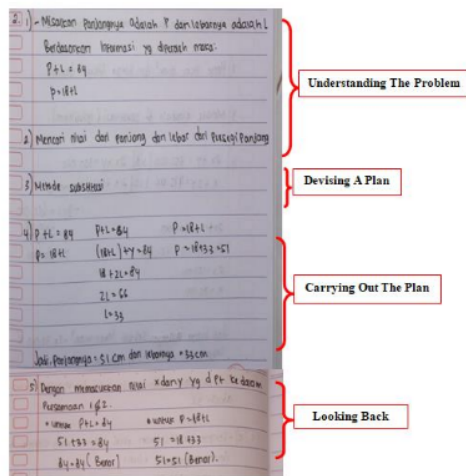 2. 1) - Misalkan panjangnya adalah P dan lebarnya adalah L
Berdasarkan informasi yg diperoleh maka:
P+L = 84
P=18+L
2) Mencari nilai dari panjang dan lebar dari persegi panjang
Understanding The Problem
3) Metode substitusi
Devising A Plan
4) P+L = 84 P+L=84 P=18+L
P= 18+L (18+L)+y=84 P=18+33=51
18+2L=84
2L=66
L=33
Jadi, panjangnya = 51 cm dan lebarnya = 33cm
Carrying Out The Plan
5) Dengan memasukkan nilai x dan y yg dpt ke dalam
Persamaan 1 & 2.
• untuk P+L=84 • untuk P=18+L
51+33=84 51=18+33
84=84 (Benar) 51=51 (Benar).
Looking Back